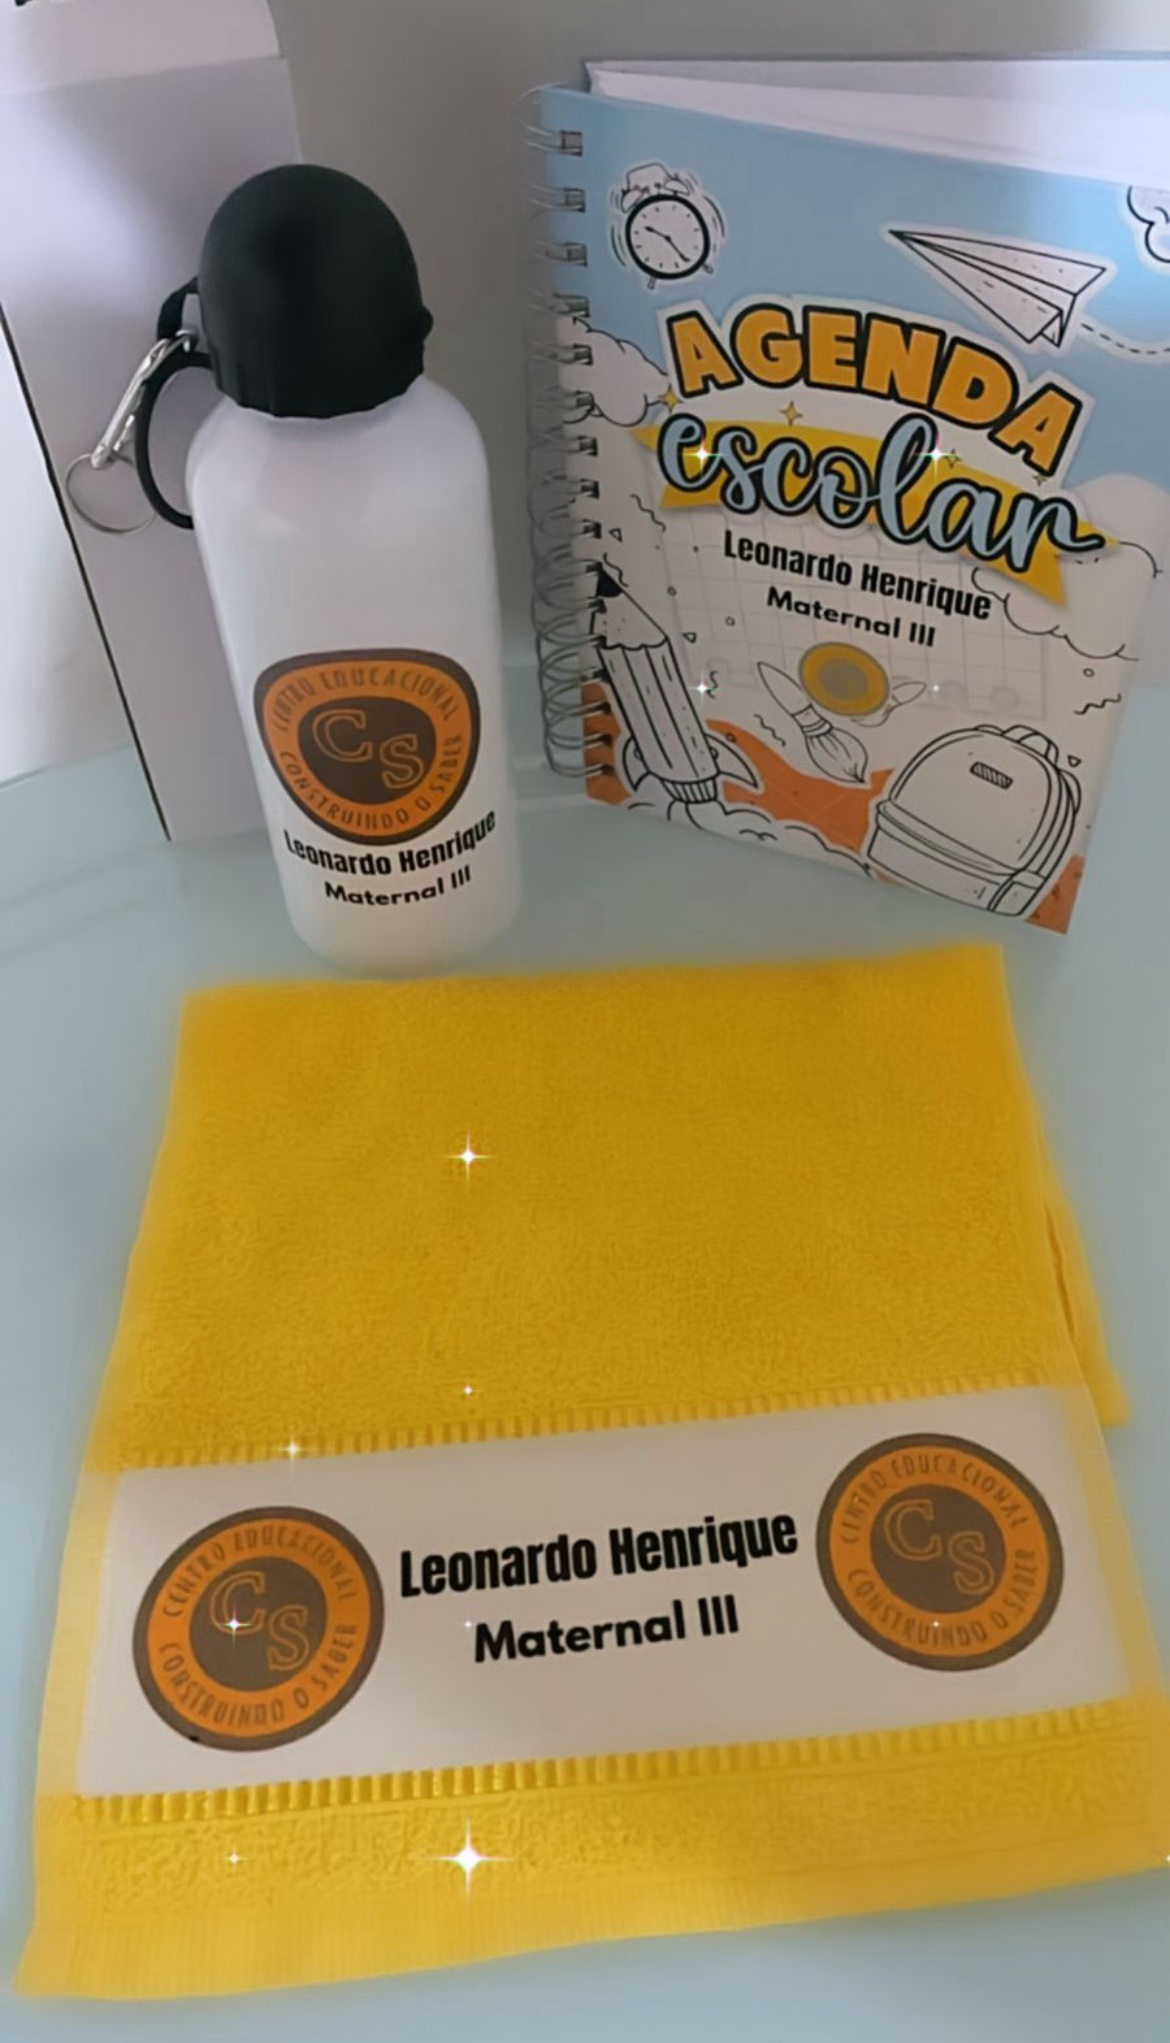 AGENDA
escolar
Leonardo Henrique
Maternal III
CENTRO EDUCACIONAL
CS
CONSTRUINDO O SABER
Leonardo Henrique
Maternal III
CENTRO EDUCACIONAL
CS
CONSTRUINDO O SABER
Leonardo Henrique
Maternal III
CENTRO EDUCACIONAL
CS
CONSTRUINDO O SABER